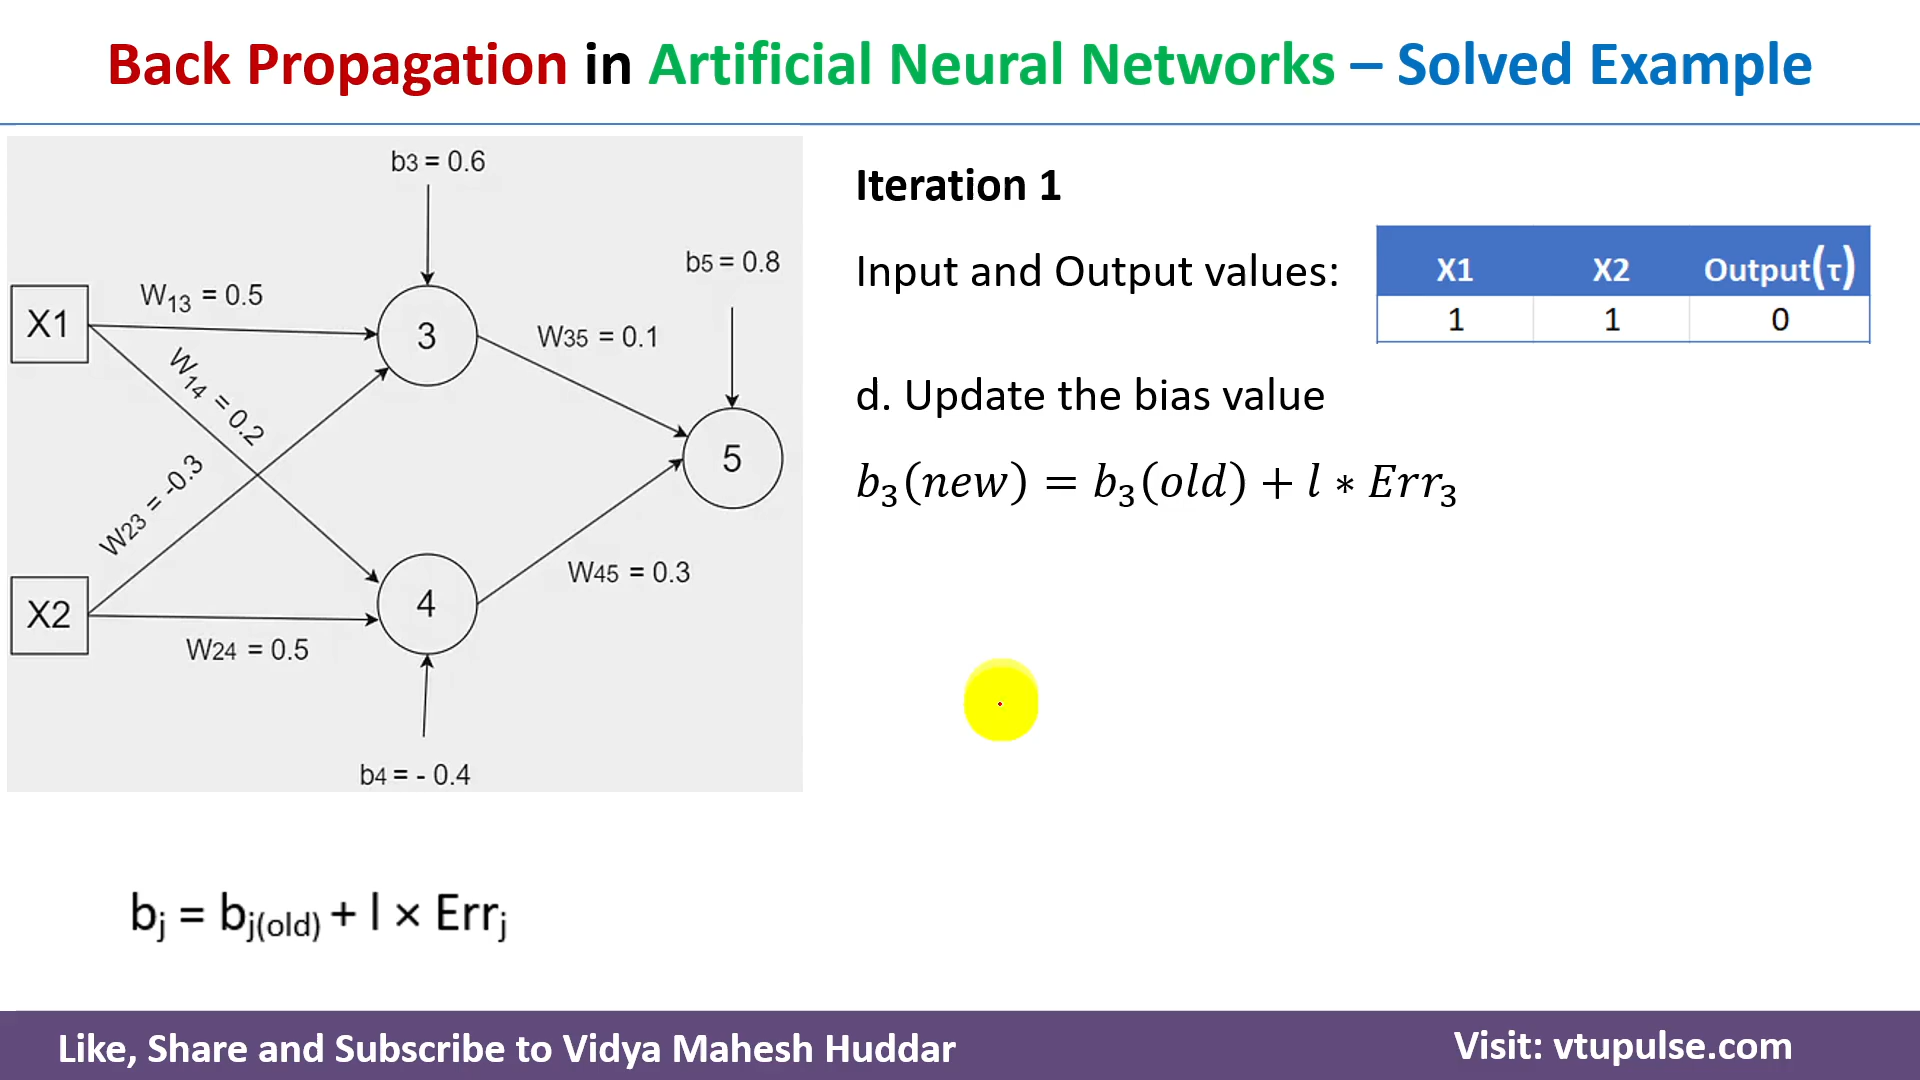 Back Propagation in Artificial Neural Networks – Solved Example
b3 = 0.6
b5 = 0.8
X1
W13 = 0.5
3
W35 = 0.1
W14 = 0.2
5
W23 = -0.3
X2
4
W45 = 0.3
W24 = 0.5
b4 = - 0.4
Iteration 1
Input and Output values:
X1 X2 Output(τ)
1 1 0
d. Update the bias value
b₃(new) = b₃(old) + l ∗ Err₃
bj = bj(old) + l × Errj
Like, Share and Subscribe to Vidya Mahesh Huddar
Visit: vtupulse.com